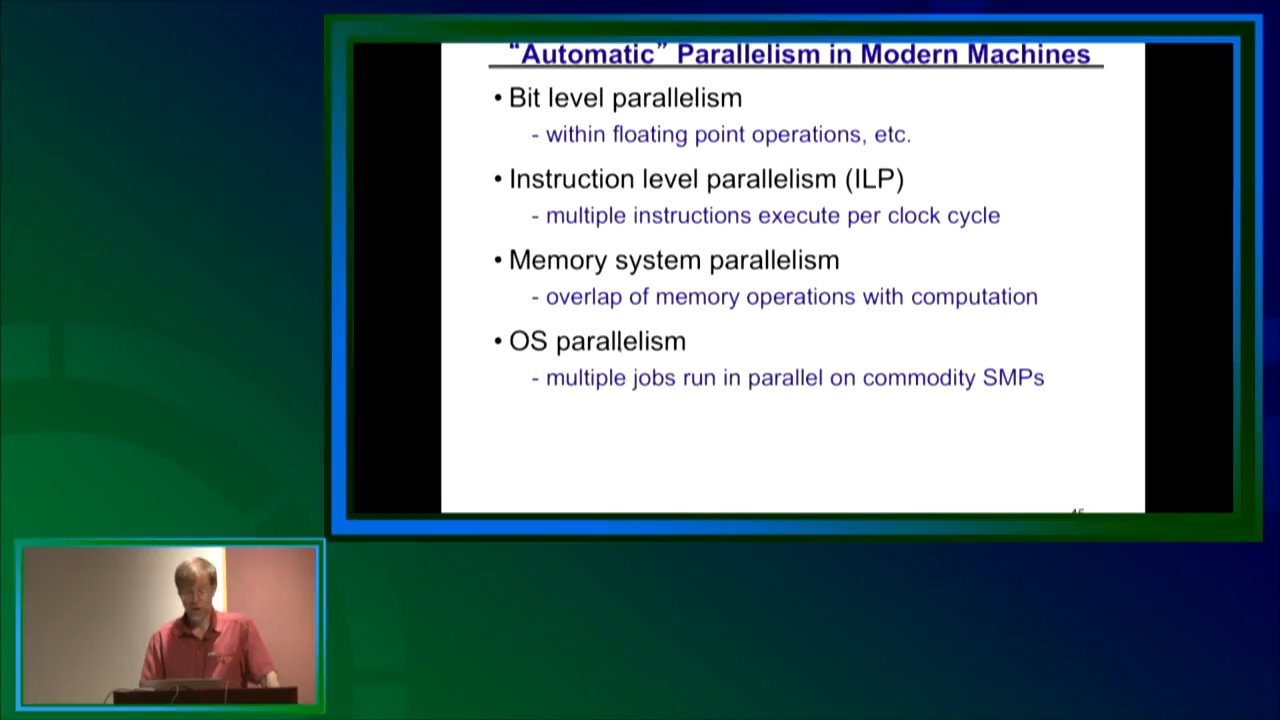 “Automatic” Parallelism in Modern Machines
• Bit level parallelism
- within floating point operations, etc.
• Instruction level parallelism (ILP)
- multiple instructions execute per clock cycle
• Memory system parallelism
- overlap of memory operations with computation
• OS parallelism
- multiple jobs run in parallel on commodity SMPs